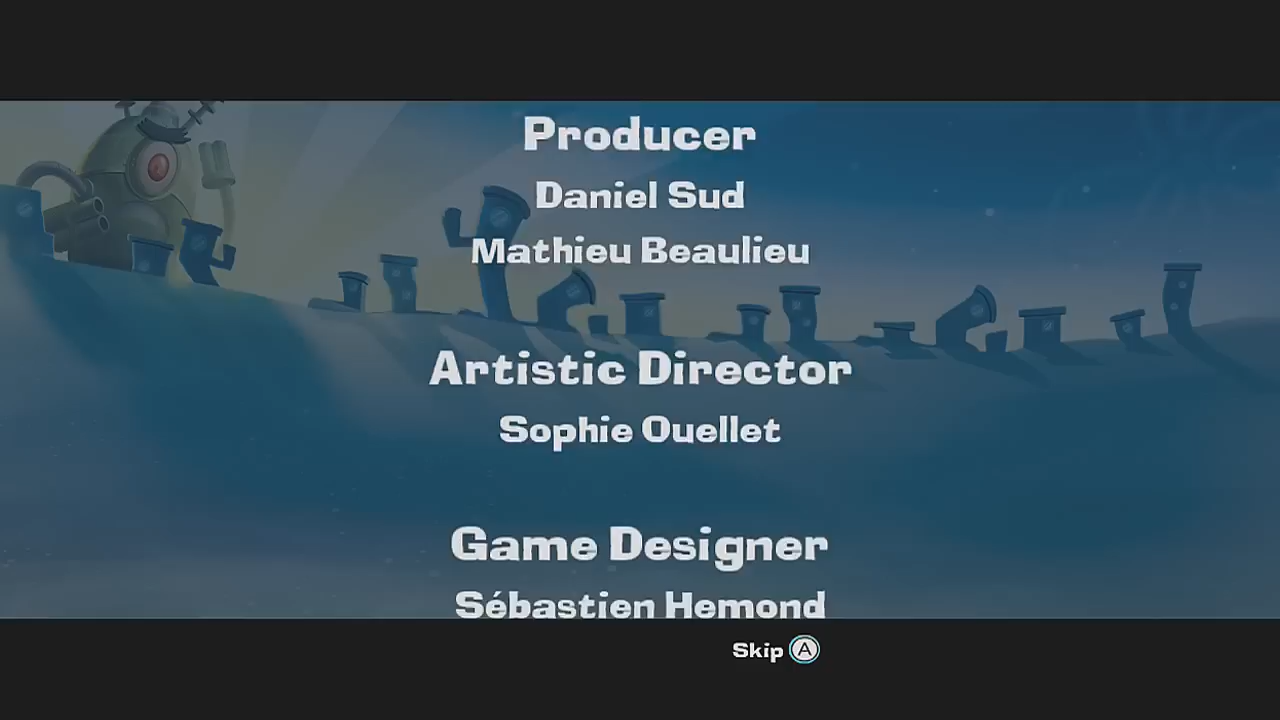 Producer
Daniel Sud
Mathieu Beaulieu
Artistic Director
Sophie Ouellet
Game Designer
Sébastien Hemond
Skip A